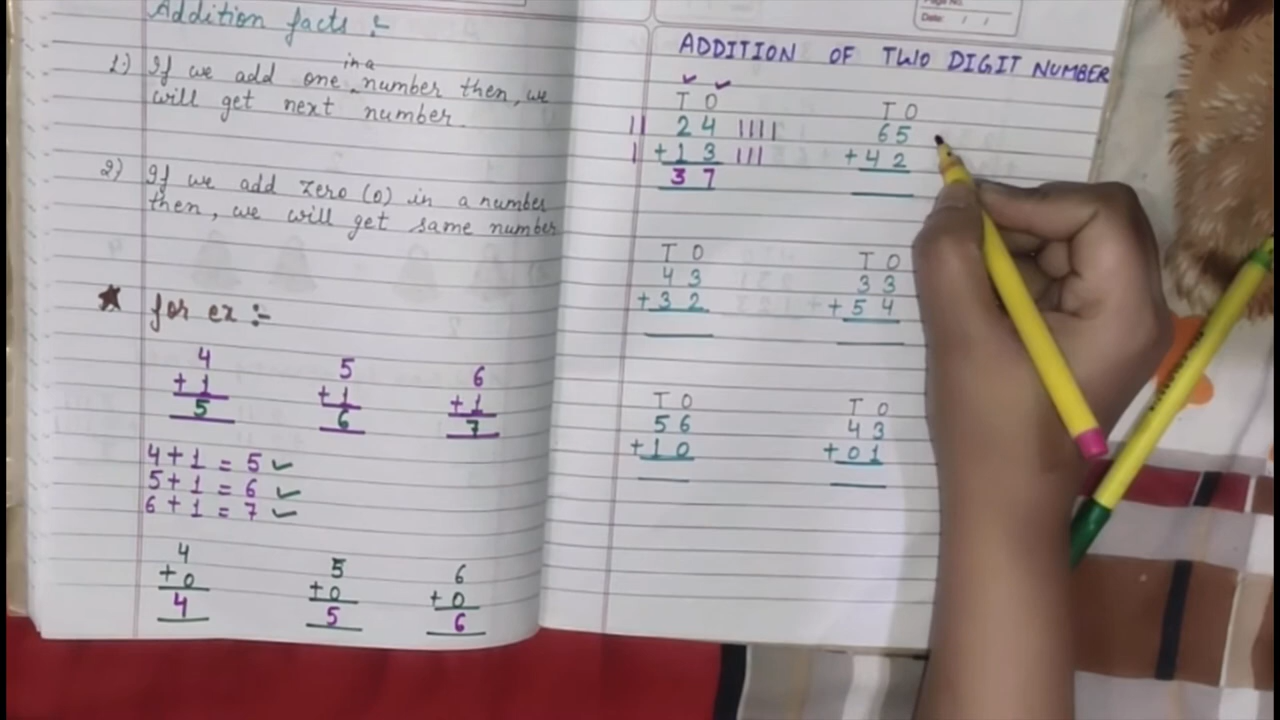 Addition facts :-
1.) If we add one in a number then, we
will get next number.
2) If we add zero (0) in a number
then, we will get same number
★ for ex :-
4
+ 1
5
5
+ 1
6
6
+ 1
7
4 + 1 = 5 ✓
5 + 1 = 6 ✓
6 + 1 = 7 ✓
4
+ 0
4
5
+ 0
5
6
+ 0
6
Date: / /
ADDITION OF TWO DIGIT NUMBER
✓ ✓
T O
|| 24 ||||
| +13 |||
37
T O
65
+42
T O
43
+32
T O
33
+54
T O
56
+10
T O
43
+01